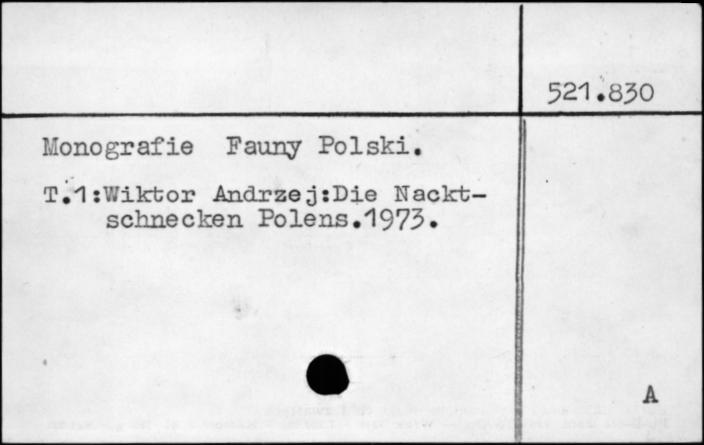 521.830
Monografie Fauny Polski.
T.1:Wiktor Andrzej:Die Nackt-
schnecken Polens.1973.
A